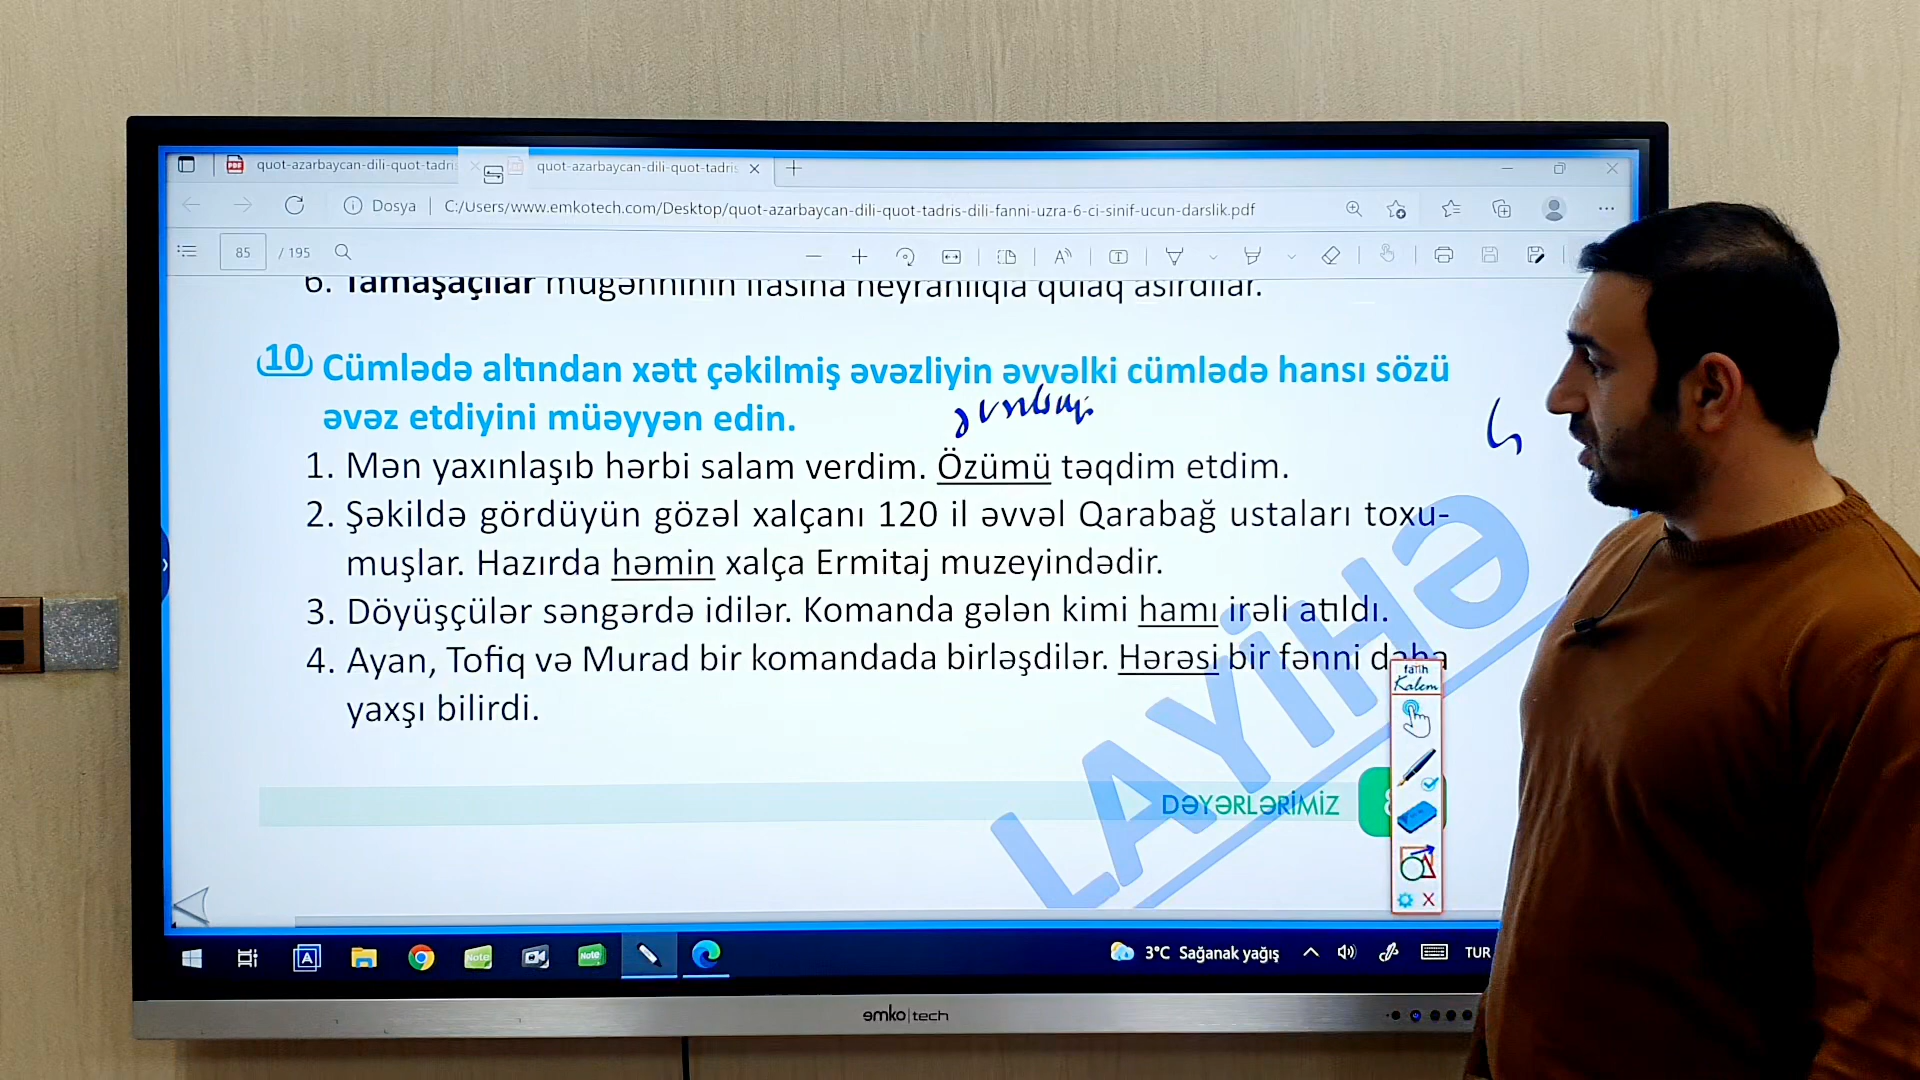 quot-azarbaycan-dili-quot-tadris
quot-azarbaycan-dili-quot-tadris
Dosya
C:/Users/www.emkotech.com/Desktop/quot-azarbaycan-dili-quot-tadris-dili-fanni-uzra-6-ci-sinif-ucun-darslik.pdf
85 / 195
6. Tamaşaçılar müğənninin ifasına heyranlıqla qulaq asırdılar.
10 Cümlədə altından xətt çəkilmiş əvəzliyin əvvəlki cümlədə hansı sözü
əvəz etdiyini müəyyən edin.
1. Mən yaxınlaşıb hərbi salam verdim. Özümü təqdim etdim.
2. Şəkildə gördüyün gözəl xalçanı 120 il əvvəl Qarabağ ustaları toxu-
muşlar. Hazırda həmin xalça Ermitaj muzeyindədir.
3. Döyüşçülər səngərdə idilər. Komanda gələn kimi hamı irəli atıldı.
4. Ayan, Tofiq və Murad bir komandada birləşdilər. Hərəsi bir fənni daha
yaxşı bilirdi.
fatih
Kalem
LAYİHƏ
DƏYƏRLƏRİMİZ 8
Note
Note
3°C Sağanak yağış
TUR
emko|tech